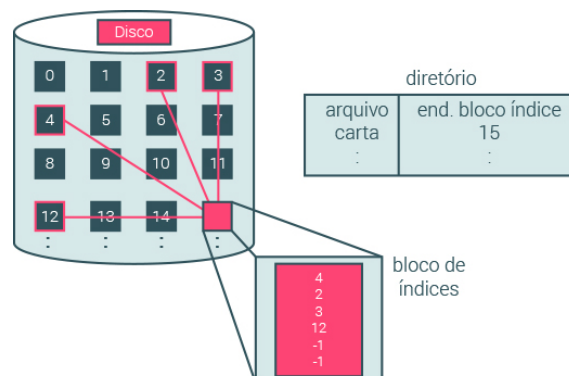 Disco
0 1 2 3
4 5 6 7
8 9 10 11
12 13 14
: : : :
diretório
arquivo end. bloco índice
carta 15
: :
bloco de
índices
4
2
3
12
-1
-1